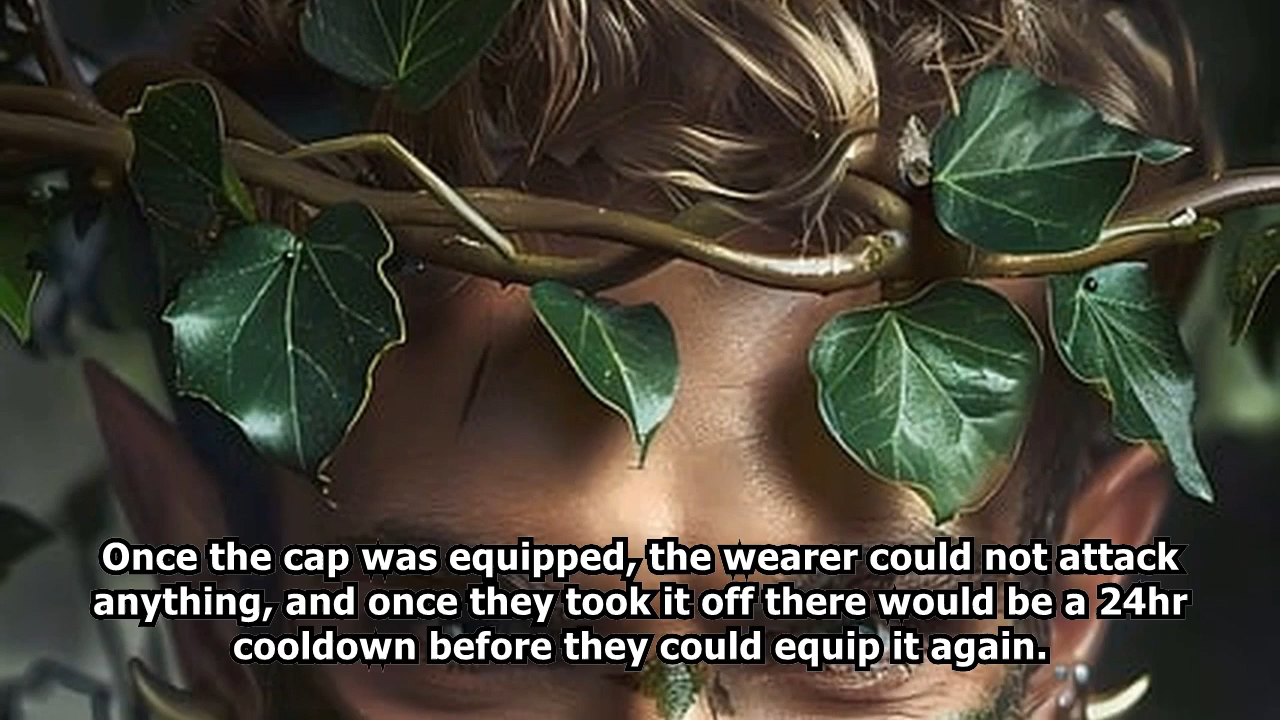 Once the cap was equipped, the wearer could not attack
anything, and once they took it off there would be a 24hr
cooldown before they could equip it again.